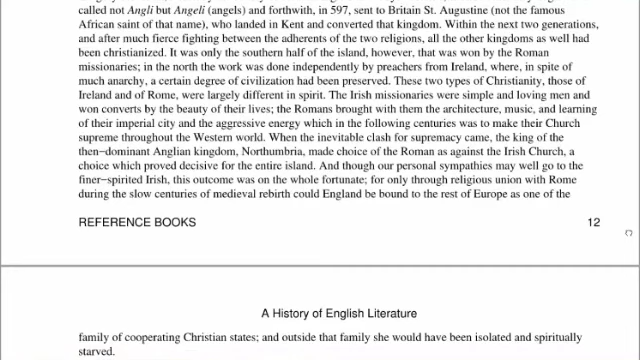 called not Angli but Angeli (angels) and forthwith, in 597, sent to Britain St. Augustine (not the famous
African saint of that name), who landed in Kent and converted that kingdom. Within the next two generations,
and after much fierce fighting between the adherents of the two religions, all the other kingdoms as well had
been christianized. It was only the southern half of the island, however, that was won by the Roman
missionaries; in the north the work was done independently by preachers from Ireland, where, in spite of
much anarchy, a certain degree of civilization had been preserved. These two types of Christianity, those of
Ireland and of Rome, were largely different in spirit. The Irish missionaries were simple and loving men and
won converts by the beauty of their lives; the Romans brought with them the architecture, music, and learning
of their imperial city and the aggressive energy which in the following centuries was to make their Church
supreme throughout the Western world. When the inevitable clash for supremacy came, the king of the
then−dominant Anglian kingdom, Northumbria, made choice of the Roman as against the Irish Church, a
choice which proved decisive for the entire island. And though our personal sympathies may well go to the
finer−spirited Irish, this outcome was on the whole fortunate; for only through religious union with Rome
during the slow centuries of medieval rebirth could England be bound to the rest of Europe as one of the
REFERENCE BOOKS 12
A History of English Literature
family of cooperating Christian states; and outside that family she would have been isolated and spiritually
starved.